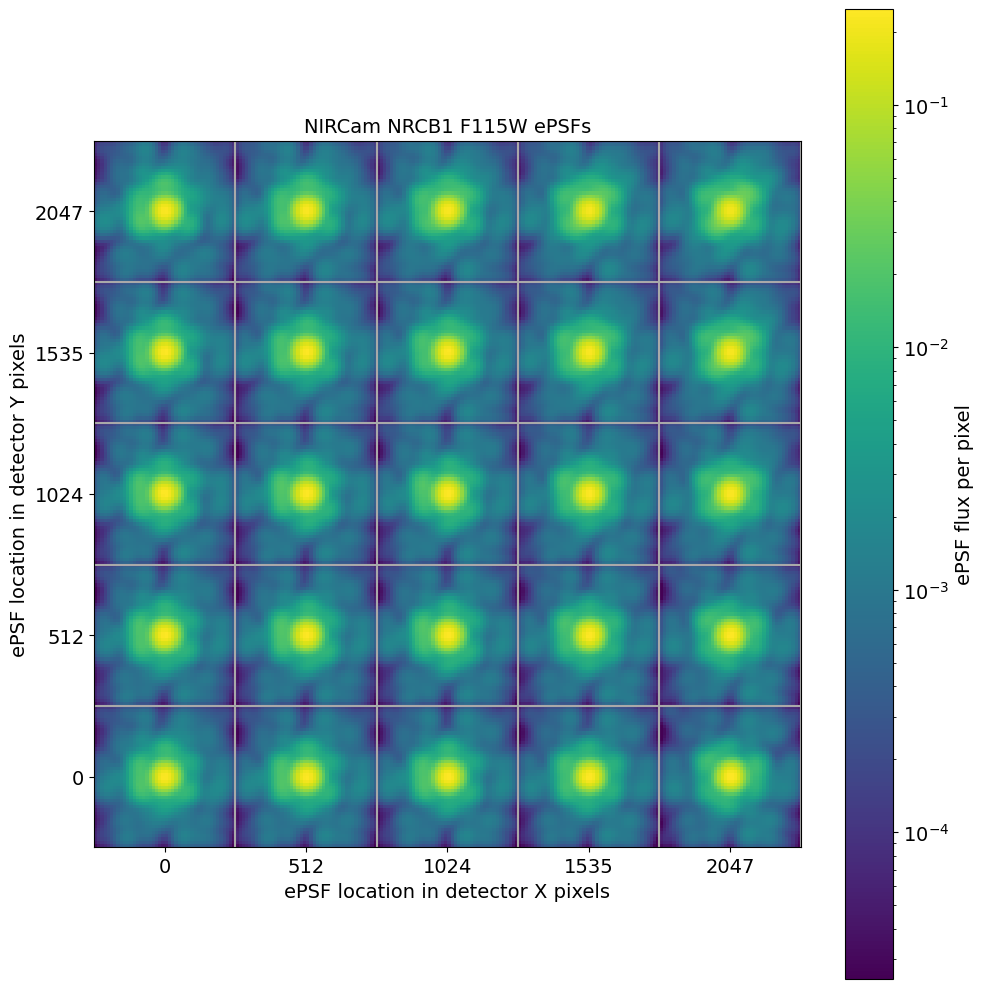 NIRCam NRCB1 F115W ePSFs
ePSF location in detector Y pixels
2047
1535
1024
512
0
0 512 1024 1535 2047
ePSF location in detector X pixels
10⁻¹
10⁻²
10⁻³
10⁻⁴
ePSF flux per pixel